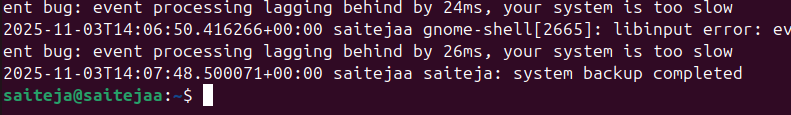 ent bug: event processing lagging behind by 24ms, your system is too slow
2025-11-03T14:06:50.416266+00:00 saitejaa gnome-shell[2665]: libinput error: ev
ent bug: event processing lagging behind by 26ms, your system is too slow
2025-11-03T14:07:48.500071+00:00 saitejaa saiteja: system backup completed
saiteja@saitejaa:~$